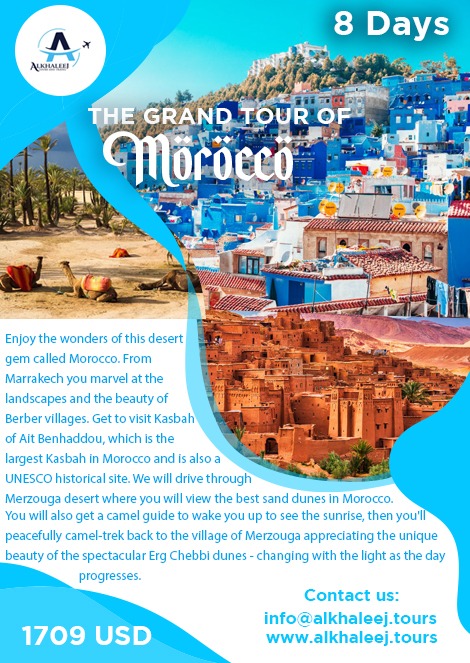 8 Days
ALKHALEEJ
THE GRAND TOUR OF
Möröccö
Enjoy the wonders of this desert
gem called Morocco. From
Marrakech you marvel at the
landscapes and the beauty of
Berber villages. Get to visit Kasbah
of Ait Benhaddou, which is the
largest Kasbah in Morocco and is also a
UNESCO historical site. We will drive through
Merzouga desert where you will view the best sand dunes in Morocco.
You will also get a camel guide to wake you up to see the sunrise, then you'll
peacefully camel-trek back to the village of Merzouga appreciating the unique
beauty of the spectacular Erg Chebbi dunes - changing with the light as the day
progresses.
Contact us:
info@alkhaleej.tours
www.alkhaleej.tours
1709 USD